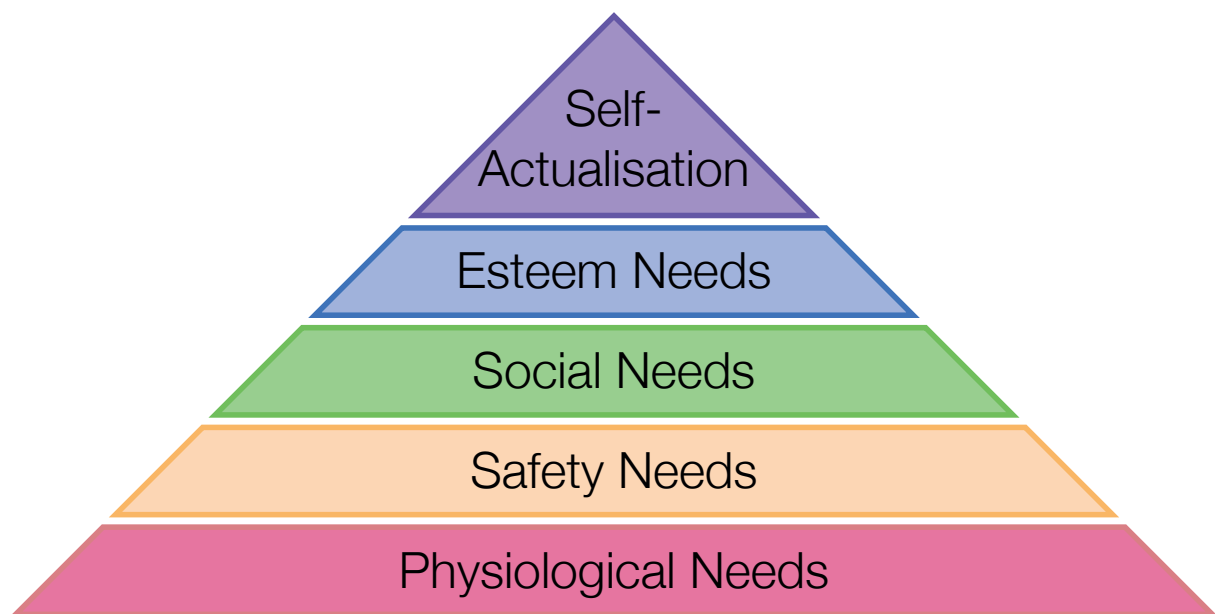 Self-
Actualisation
Esteem Needs
Social Needs
Safety Needs
Physiological Needs